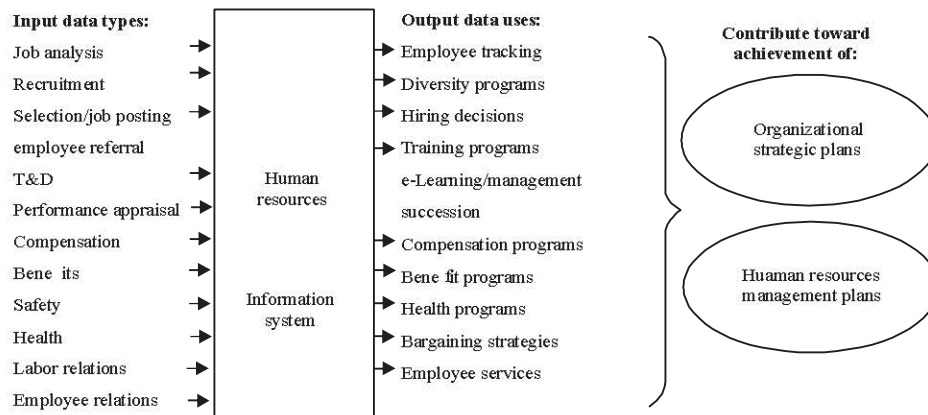 Input data types:
Job analysis
Recruitment
Selection/job posting
employee referral
T&D
Performance appraisal
Compensation
Bene its
Safety
Health
Labor relations
Employee relations
Human
resources
Information
system
Output data uses:
Employee tracking
Diversity programs
Hiring decisions
Training programs
e-Learning/management
succession
Compensation programs
Bene fit programs
Health programs
Bargaining strategies
Employee services
Contribute toward
achievement of:
Organizational
strategic plans
Huaman resources
management plans